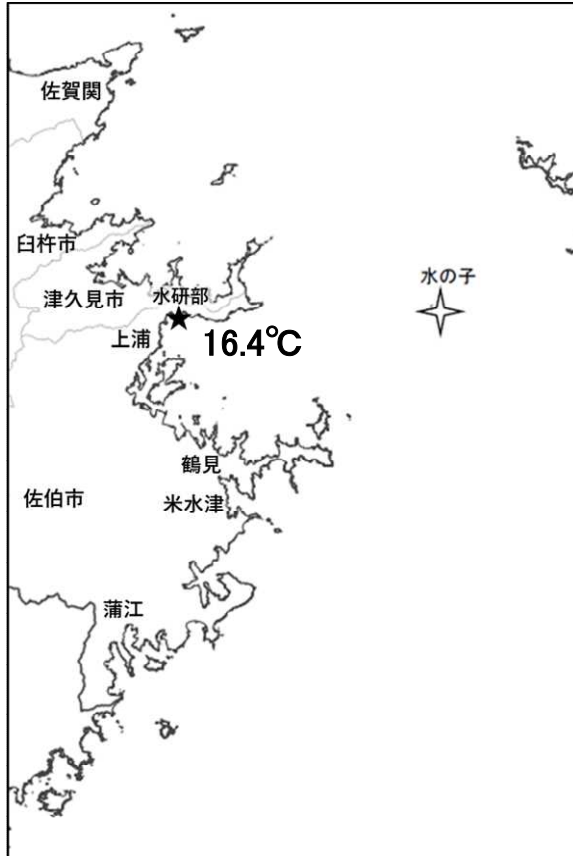 佐賀関
臼杵市
水の子
津久見市
水研部
上浦
16.4℃
鶴見
佐伯市
米水津
蒲江